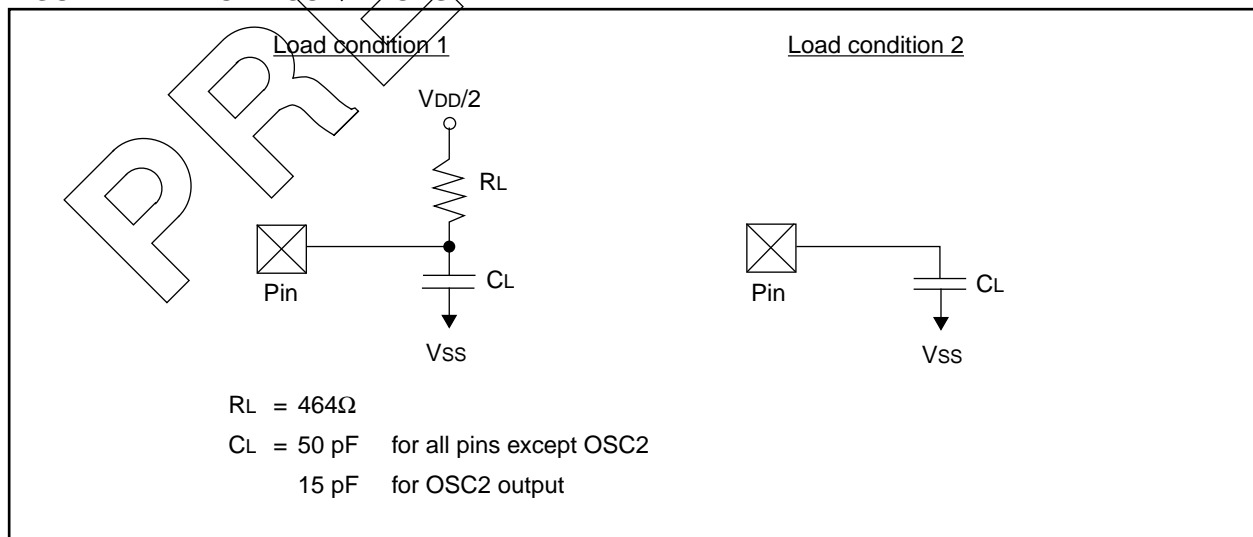 Load condition 1
Load condition 2
VDD/2
RL
Pin
CL
VSS
Pin
CL
VSS
RL = 464Ω
CL = 50 pF for all pins except OSC2
15 pF for OSC2 output
PRE